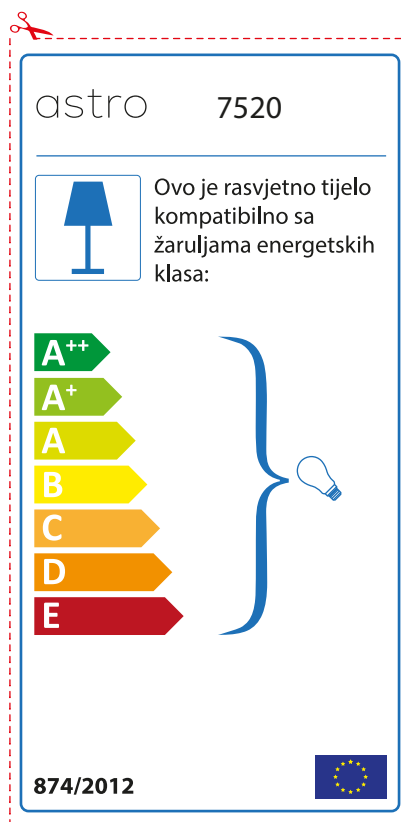 astro 7520
Ovo je rasvjetno tijelo
kompatibilno sa
žaruljama energetskih
klasa:
A++
A+
A
B
C
D
E
874/2012